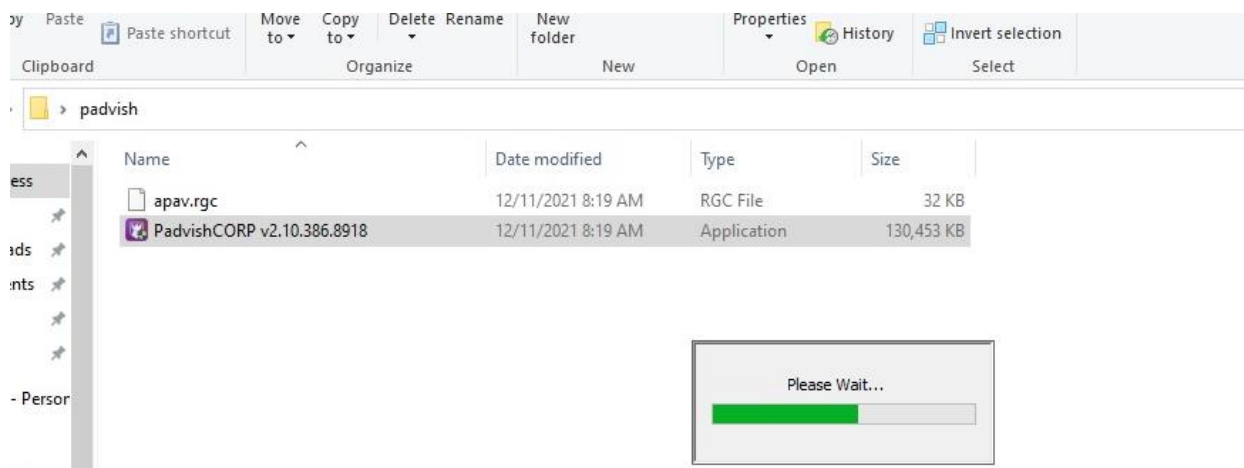 Paste
Paste shortcut
Move to
Copy to
Delete
Rename
New folder
Properties
History
Invert selection
Clipboard
Organize
New
Open
Select
> padvish
Name Date modified Type Size
apav.rgc 12/11/2021 8:19 AM RGC File 32 KB
PadvishCORP v2.10.386.8918 12/11/2021 8:19 AM Application 130,453 KB
ess
ads
ents
- Person
Please Wait...